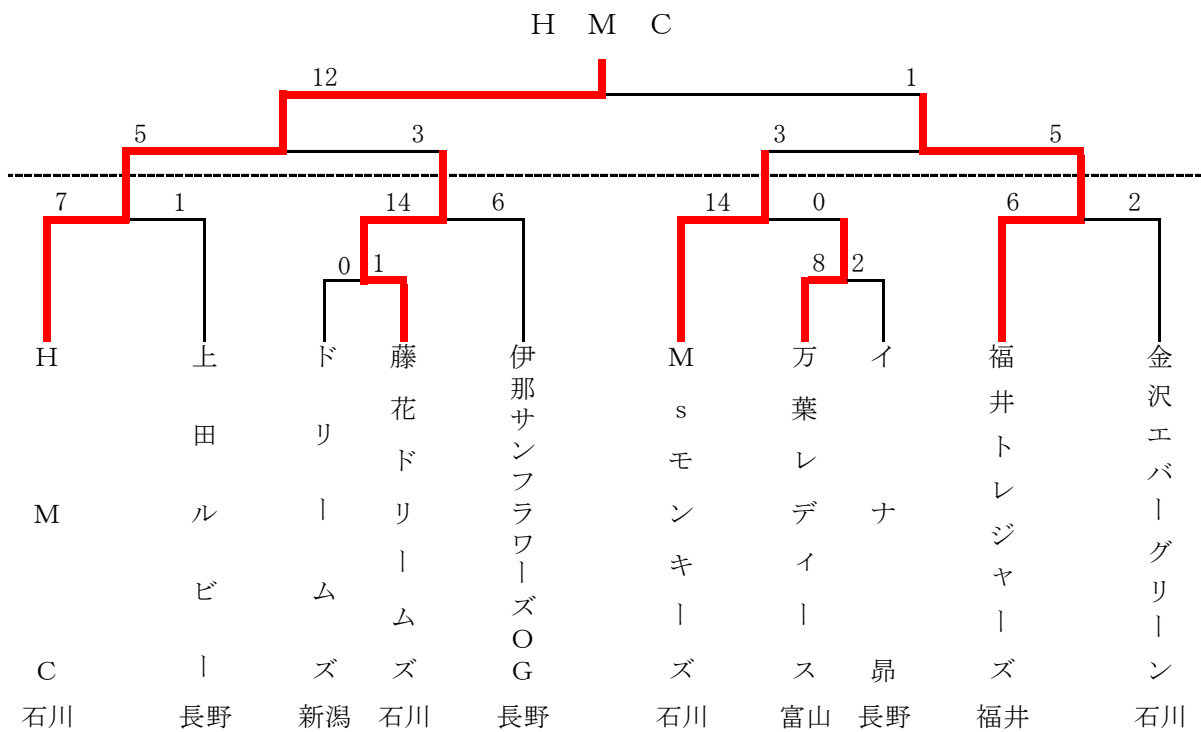 H M C
12 1
5 3 3 5
7 1 14 6 14 0 6 2
0 1 8 2
HMC
上田ルビー
ドリームズ
藤花ドリームズ
伊那サンフラワーズOG
Msモンキーズ
万葉レディース
イナ昴
福井トレジャーズ
金沢エバーグリーン
石川 長野 新潟 石川 長野 石川 富山 長野 福井 石川